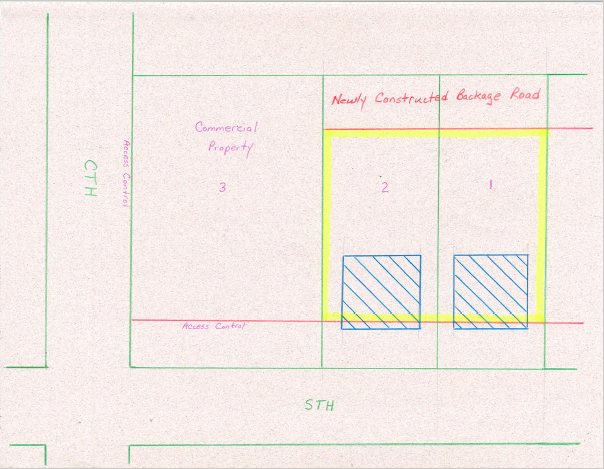 Newly Constructed Backage Road
Commercial
Property
3
2
1
Access Control
CTH
Access Control
STH